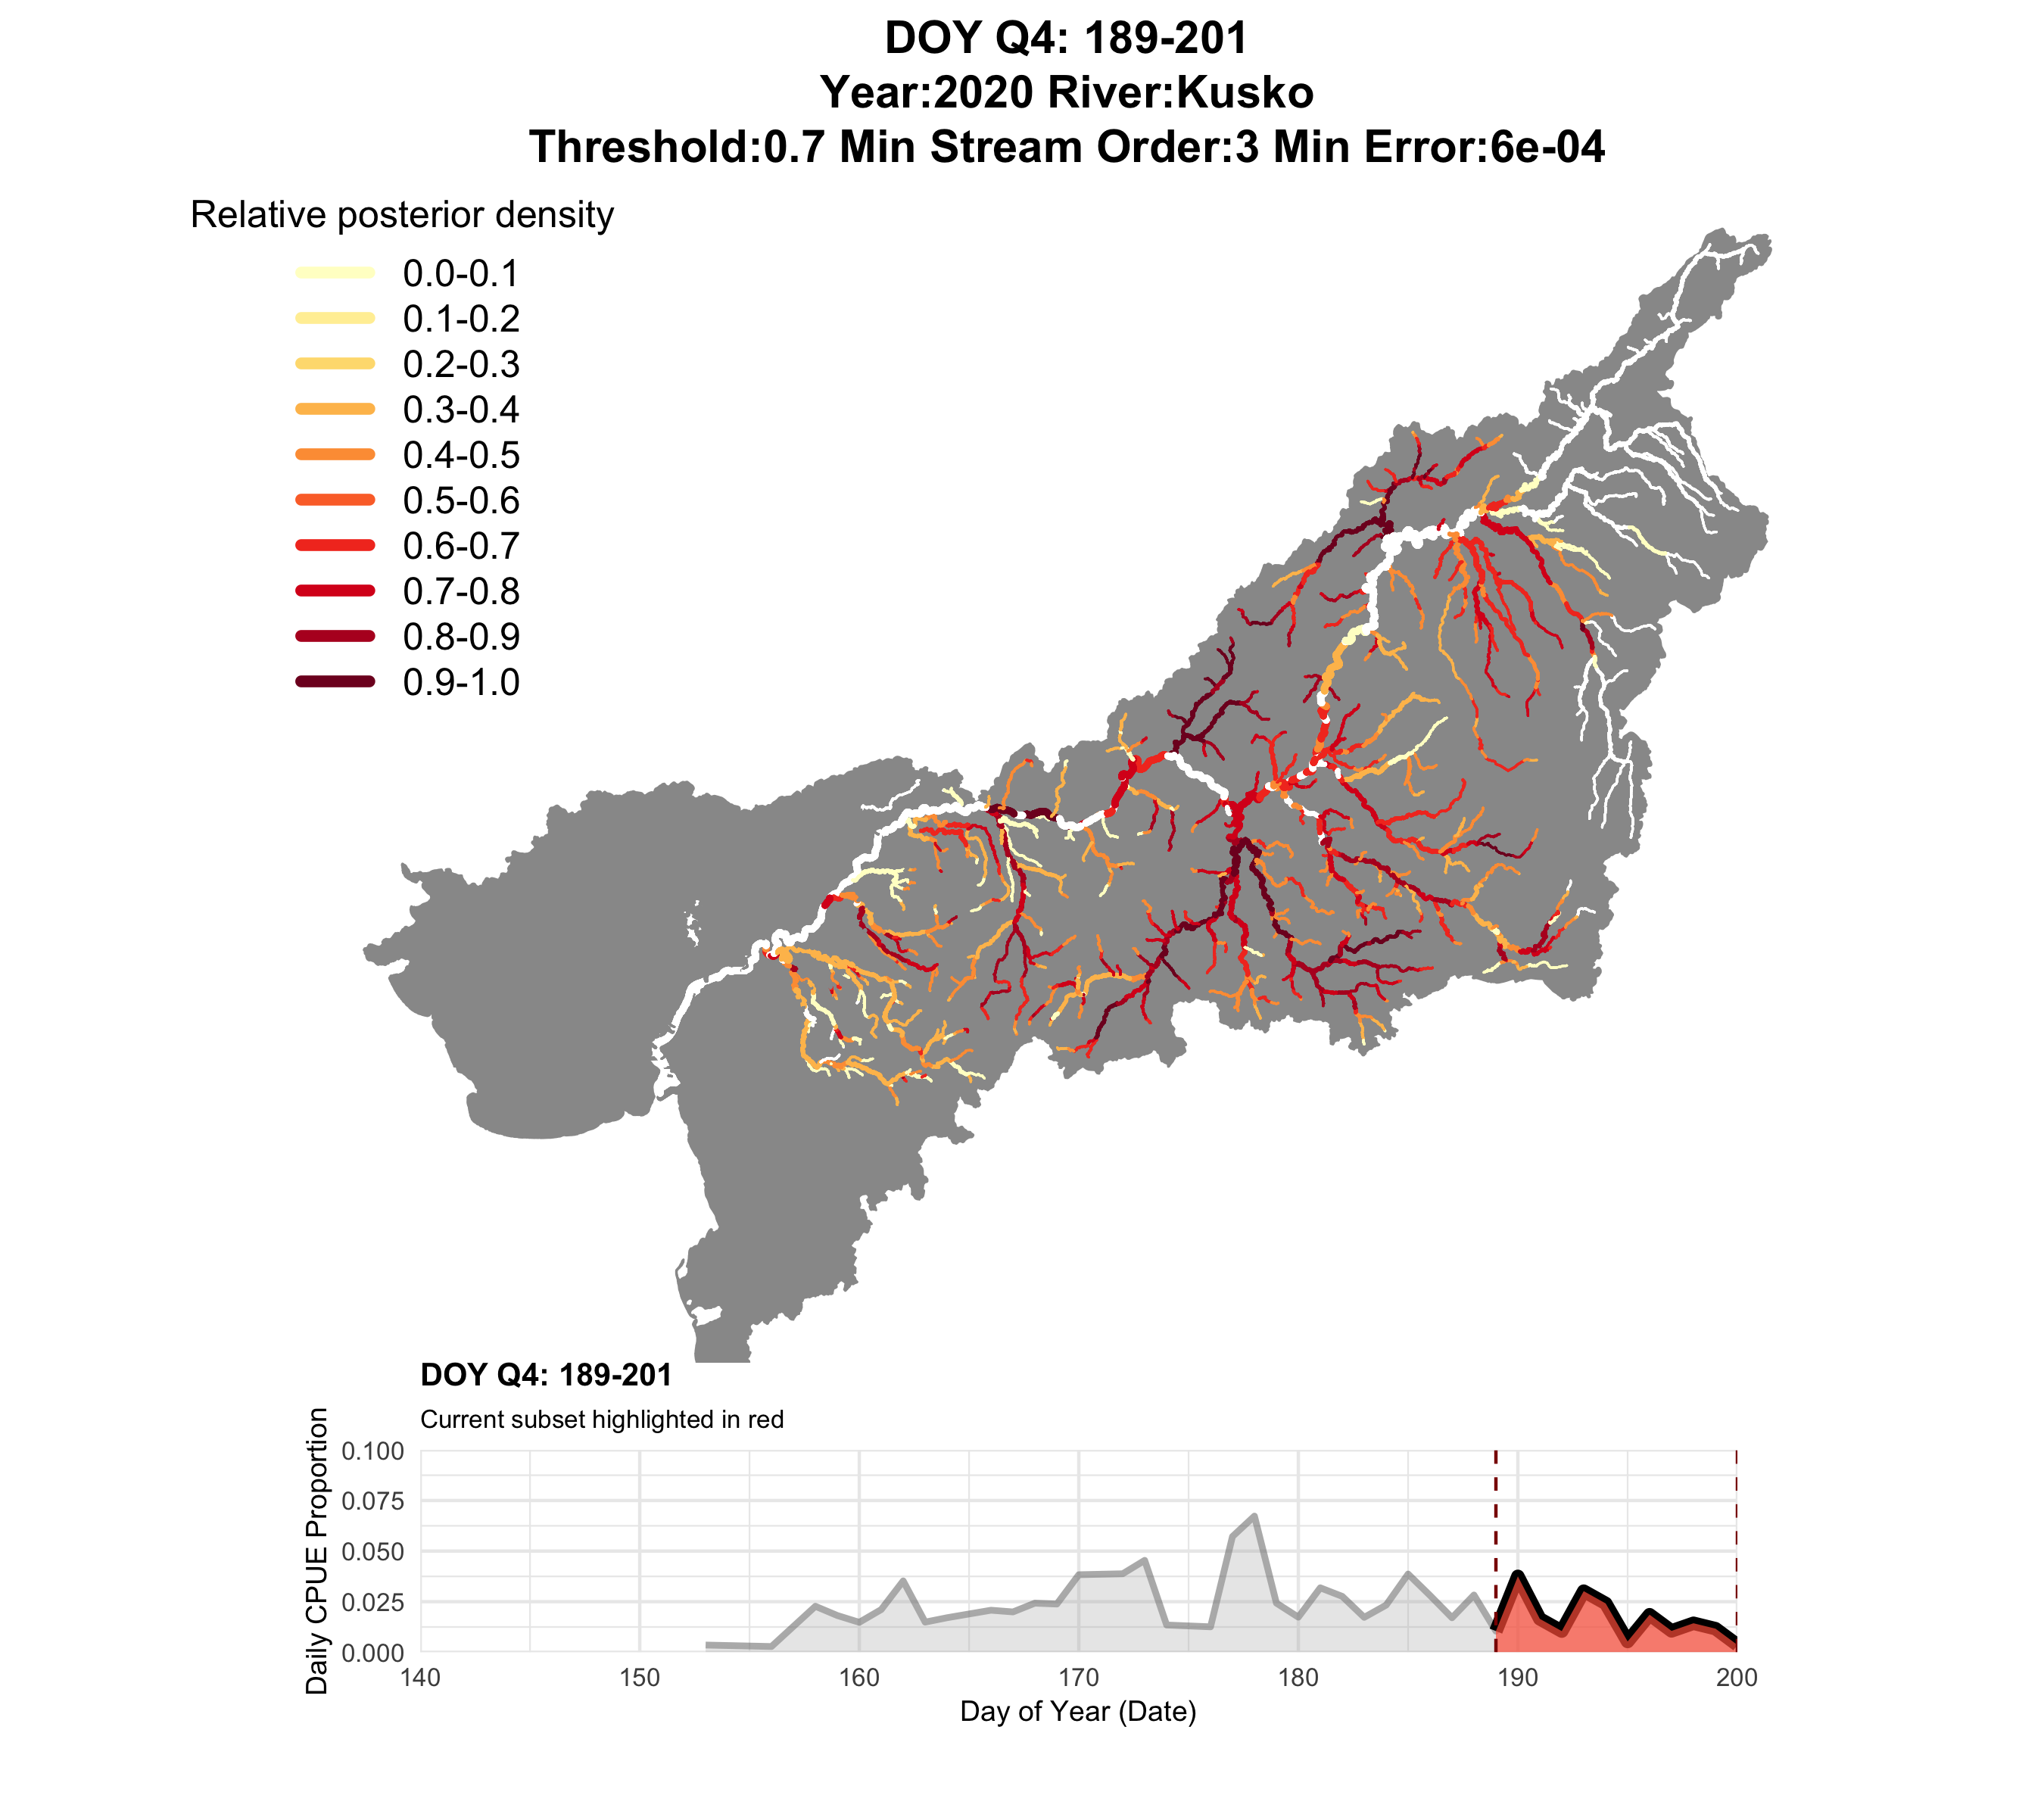 DOY Q4: 189-201
Year:2020 River:Kusko
Threshold:0.7 Min Stream Order:3 Min Error:6e-04
Relative posterior density
0.0-0.1
0.1-0.2
0.2-0.3
0.3-0.4
0.4-0.5
0.5-0.6
0.6-0.7
0.7-0.8
0.8-0.9
0.9-1.0
DOY Q4: 189-201
Current subset highlighted in red
Daily CPUE Proportion
0.100
0.075
0.050
0.025
0.000
140 150 160 170 180 190 200
Day of Year (Date)